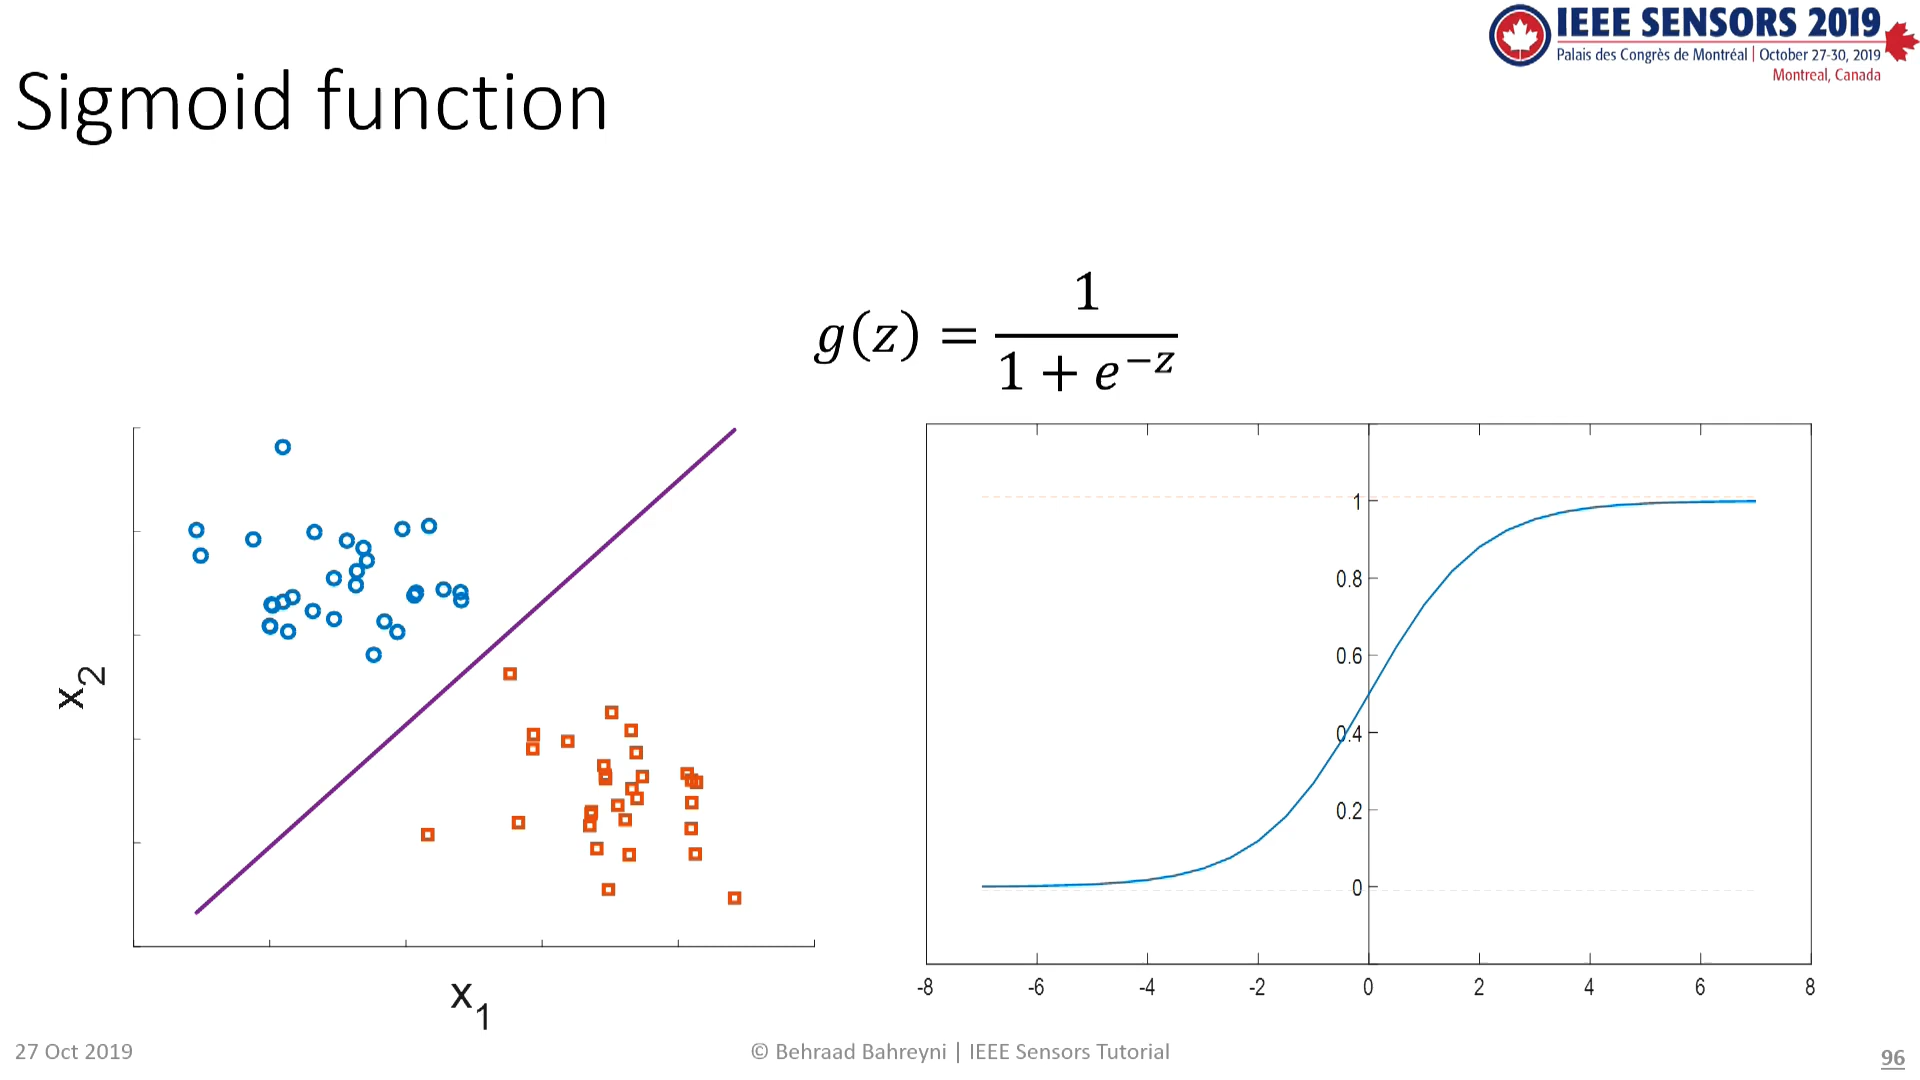 IEEE SENSORS 2019
Palais des Congrès de Montréal | October 27-30, 2019
Montreal, Canada
Sigmoid function
g(z) = 1 / (1 + e^{-z})
x_2
x_1
1
0.8
0.6
0.4
0.2
0
-8 -6 -4 -2 0 2 4 6 8
27 Oct 2019
© Behraad Bahreyni | IEEE Sensors Tutorial
96